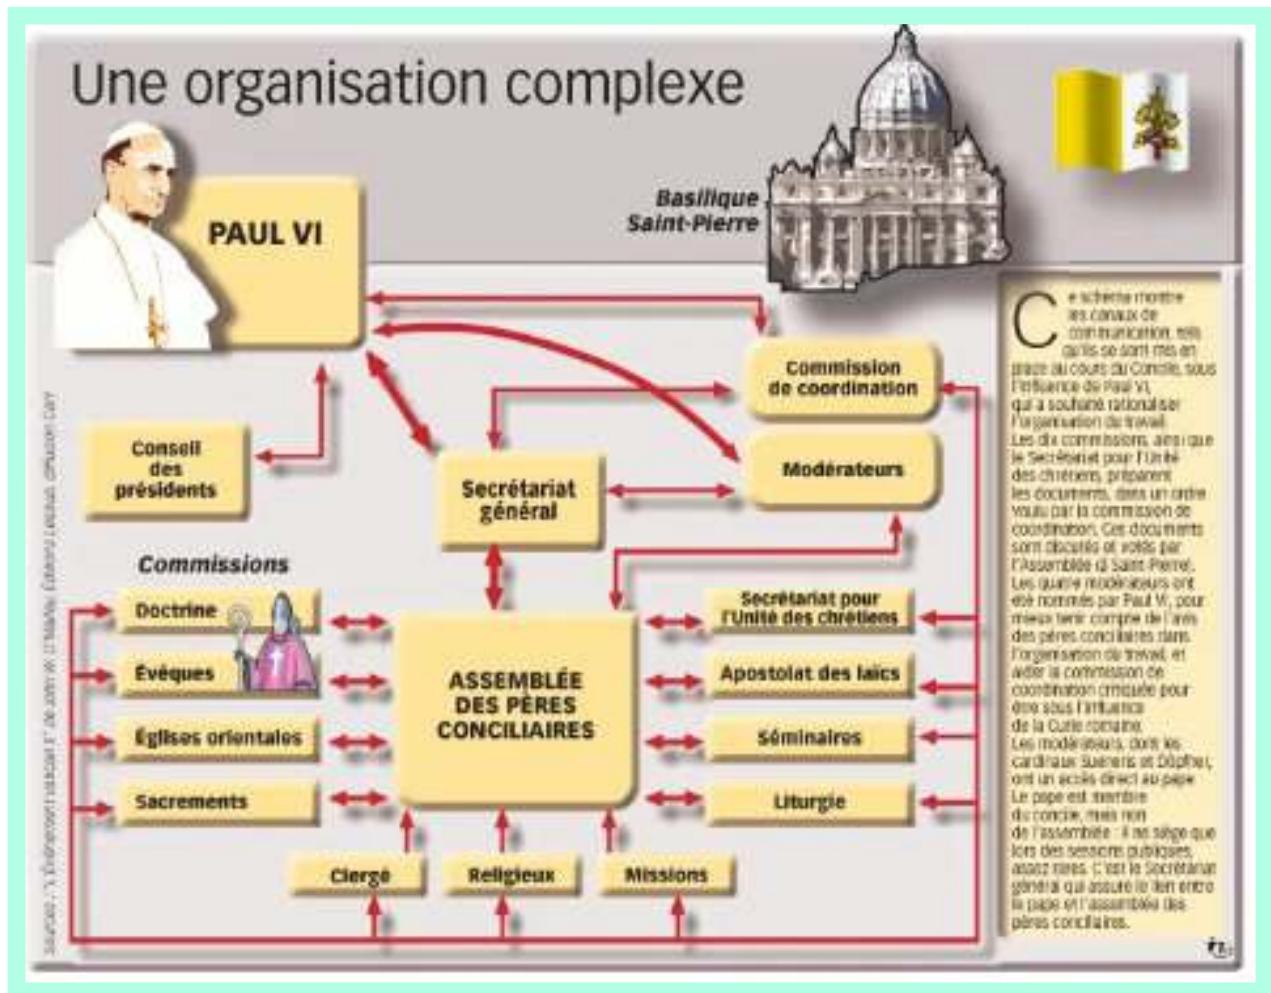 Une organisation complexe
PAUL VI
Basilique
Saint-Pierre
Commission
de coordination
Conseil
des
présidents
Secrétariat
général
Modérateurs
Commissions
Doctrine
Évêques
Églises orientales
Sacrements
ASSEMBLÉE
DES PÈRES
CONCILIAIRES
Secrétariat pour
l'Unité des chrétiens
Apostolat des laïcs
Séminaires
Liturgie
Clergé
Religieux
Missions
Ce schéma montre
les canaux de
communication, tels
qu'ils se sont mis en
place au cours du Concile, sous
l'influence de Paul VI,
qui a souhaité rationaliser
l'organisation du travail.
Les dix commissions, ainsi que
le Secrétariat pour l'Unité
des chrétiens, préparent
les documents, dans un ordre
voulu par la commission de
coordination. Ces documents
sont discutés et votés par
l'Assemblée (à Saint-Pierre).
Les quatre modérateurs ont
été nommés par Paul VI, pour
mieux tenir compte de l'avis
des pères conciliaires dans
l'organisation du travail, et
aider la commission de
coordination critiquée pour
être sous l'influence
de la Curie romaine.
Les modérateurs, dont les
cardinaux Suenens et Döpfner,
ont un accès direct au pape.
Le pape est membre
du concile, mais non
de l'assemblée : il ne siège que
lors des sessions publiques,
assez rares. C'est le Secrétariat
général qui assure le lien entre
le pape et l'assemblée des
pères conciliaires.